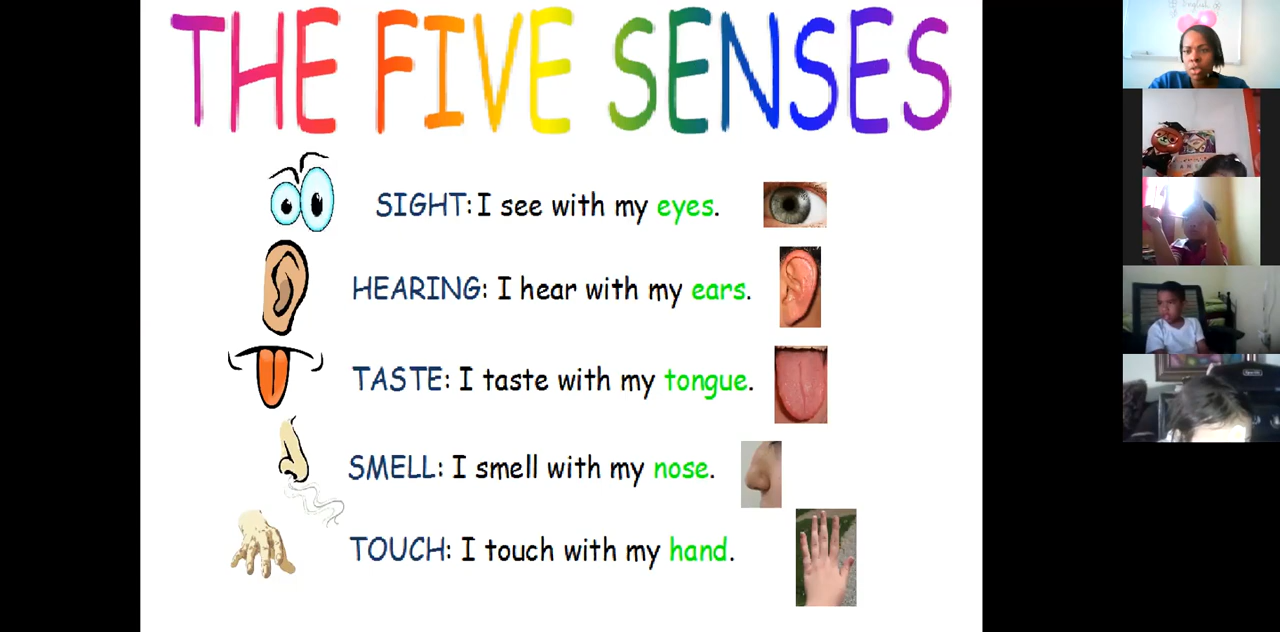 THE FIVE SENSES
SIGHT: I see with my eyes.
HEARING: I hear with my ears.
TASTE: I taste with my tongue.
SMELL: I smell with my nose.
TOUCH: I touch with my hand.
English